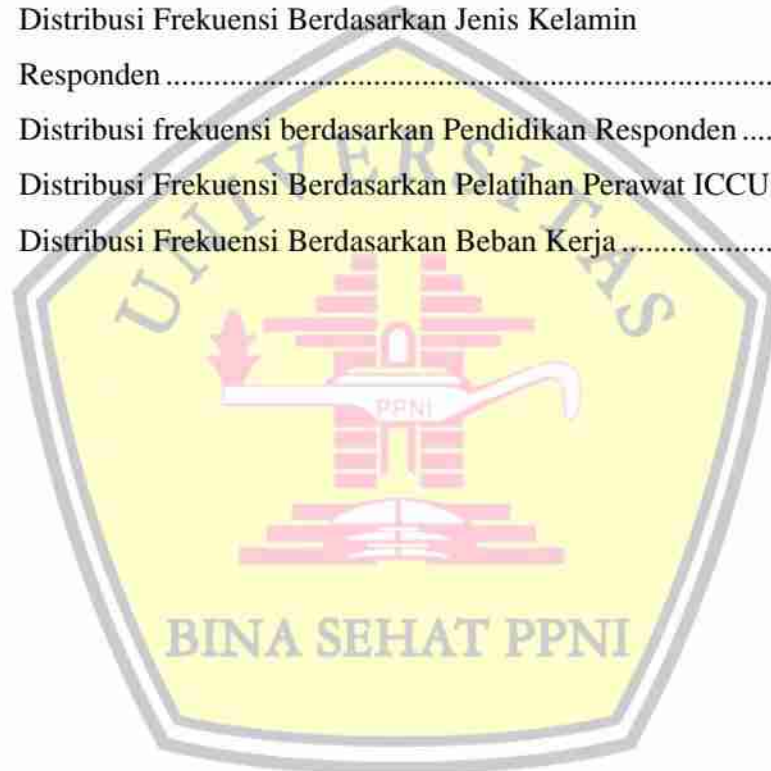 Distribusi Frekuensi Berdasarkan Jenis Kelamin
Responden ............................................................................
Distribusi frekuensi berdasarkan Pendidikan Responden ....
Distribusi Frekuensi Berdasarkan Pelatihan Perawat ICCU
Distribusi Frekuensi Berdasarkan Beban Kerja ...................
UNIVERSITAS
PPNI
BINA SEHAT PPNI